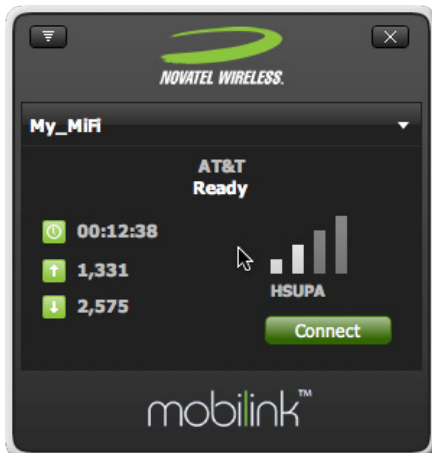 NOVATEL WIRELESS.
My_MiFi
AT&T
Ready
00:12:38
1,331
2,575
HSUPA
Connect
mobilink™